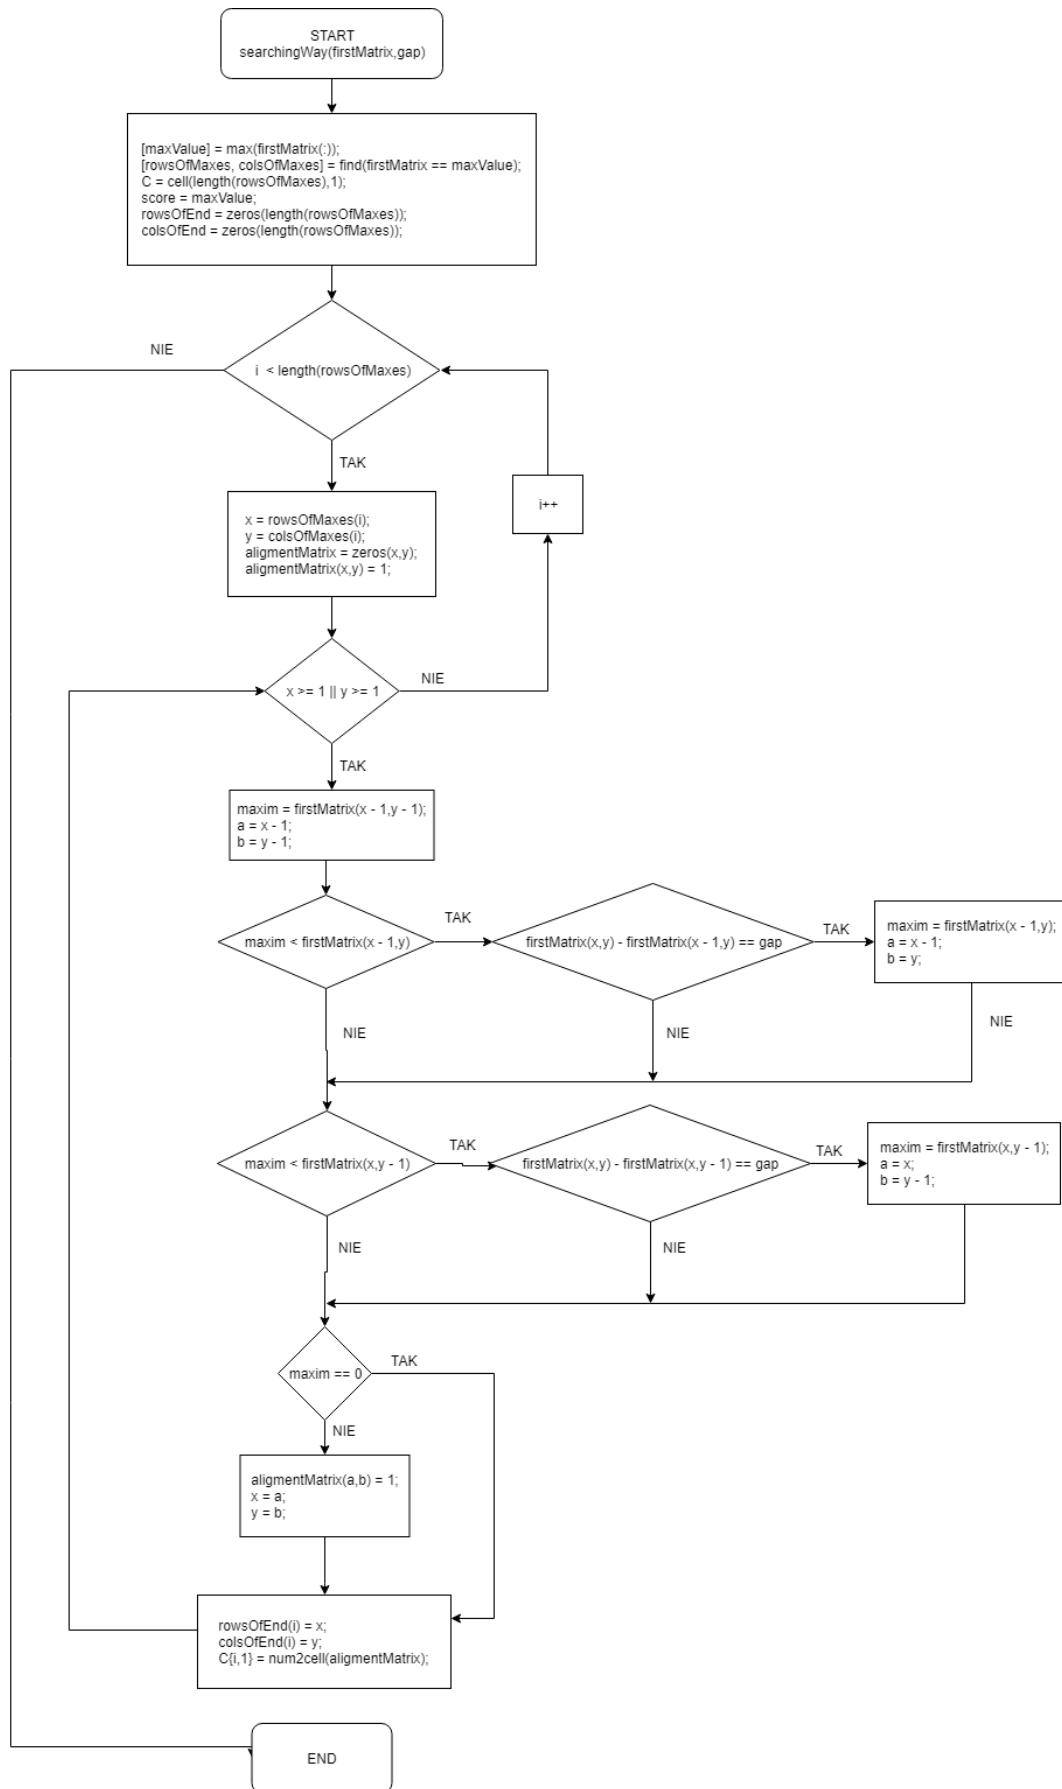 START
searchingWay(firstMatrix,gap)
[maxValue] = max(firstMatrix(:));
[rowsOfMaxes, colsOfMaxes] = find(firstMatrix == maxValue);
C = cell(length(rowsOfMaxes),1);
score = maxValue;
rowsOfEnd = zeros(length(rowsOfMaxes));
colsOfEnd = zeros(length(rowsOfMaxes));
NIE
i < length(rowsOfMaxes)
TAK
i++
x = rowsOfMaxes(i);
y = colsOfMaxes(i);
aligmentMatrix = zeros(x,y);
aligmentMatrix(x,y) = 1;
x >= 1 || y >= 1
NIE
TAK
maxim = firstMatrix(x - 1,y - 1);
a = x - 1;
b = y - 1;
maxim < firstMatrix(x - 1,y)
TAK
firstMatrix(x,y) - firstMatrix(x - 1,y) == gap
TAK
maxim = firstMatrix(x - 1,y);
a = x - 1;
b = y;
NIE
NIE
NIE
maxim < firstMatrix(x,y - 1)
TAK
firstMatrix(x,y) - firstMatrix(x,y - 1) == gap
TAK
maxim = firstMatrix(x,y - 1);
a = x;
b = y - 1;
NIE
NIE
maxim == 0
TAK
NIE
aligmentMatrix(a,b) = 1;
x = a;
y = b;
rowsOfEnd(i) = x;
colsOfEnd(i) = y;
C{i,1} = num2cell(aligmentMatrix);
END